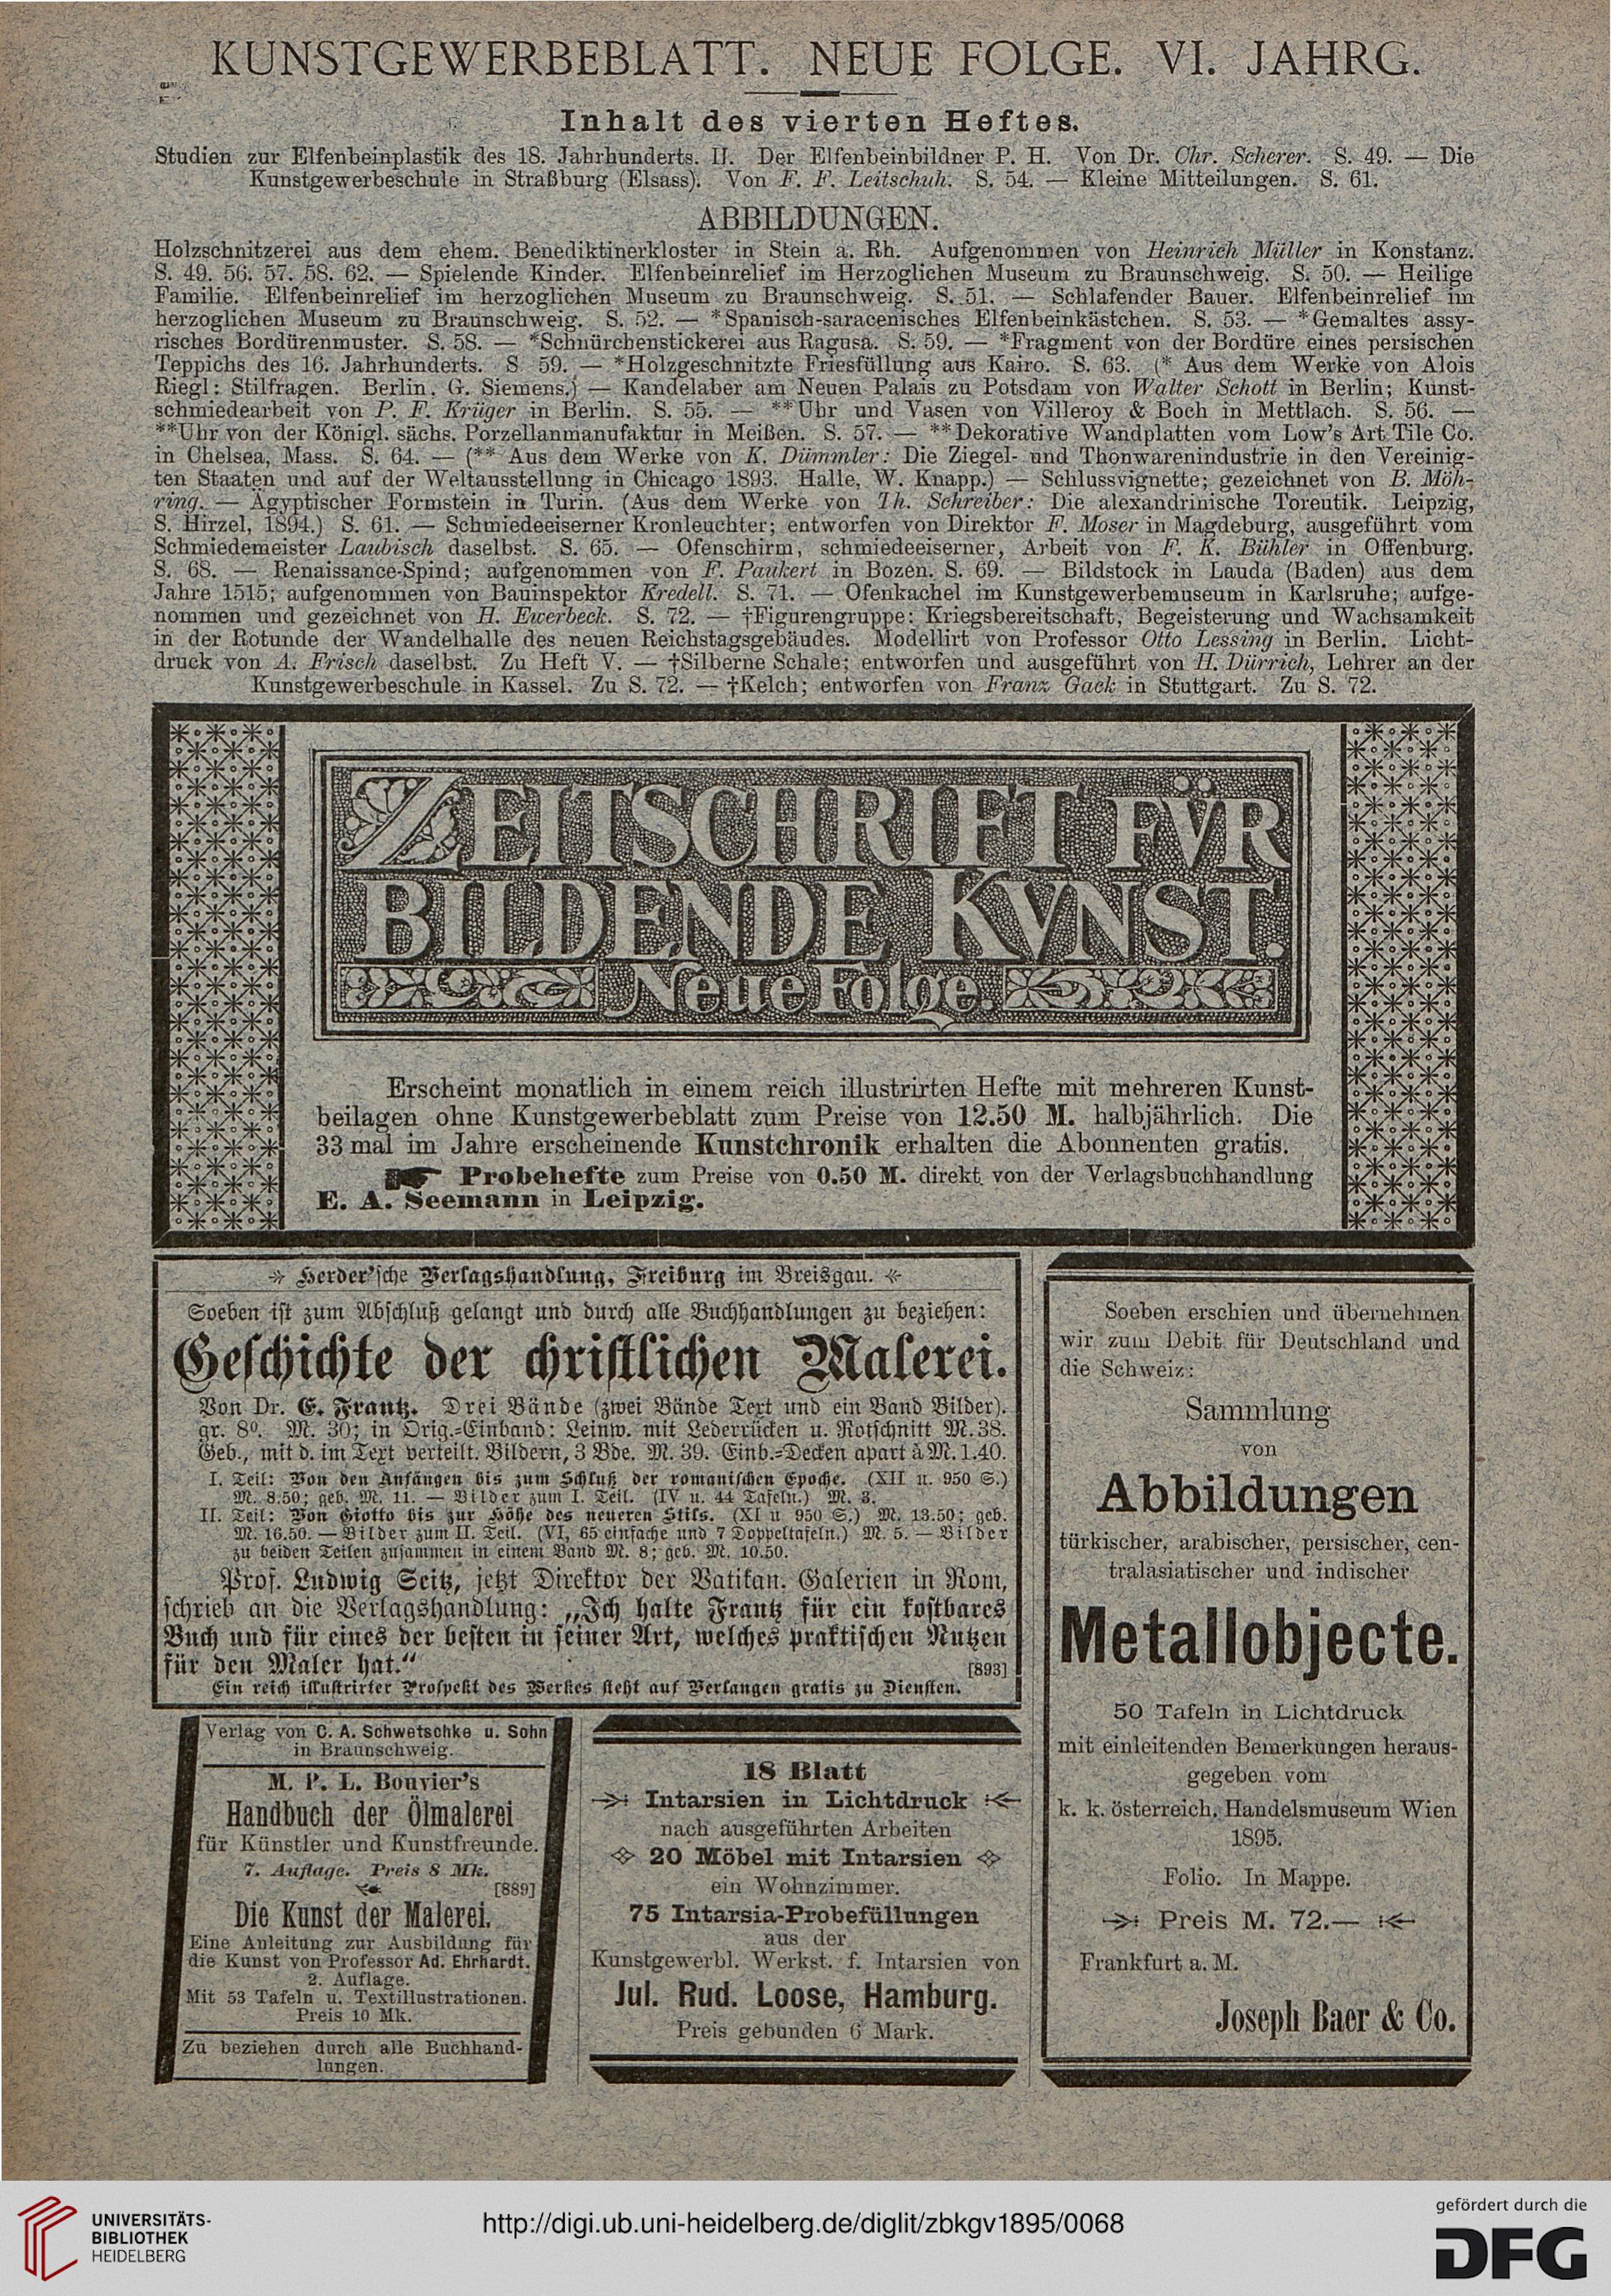 KUNSTGEWERBEBLATT. NEUE FOLGE. VI. JAHRG.
Inhalt des vierten Heftes.
Studien zur Elfenbeinplastik des 18. Jahrhunderts. II. Der Elfenbeinbildner P. H. Von Dr. Chr. Scherer. S. 49. — Die
Kunstgewerbeschule in Straßburg (Elsass). Von F. F. Leitschuh. S. 54. — Kleine Mitteilungen. S. 61.
ABBILDUNGEN.
Holzschnitzerei aus dem ehem. Benediktinerkloster in Stein a. Rh. Aufgenommen von Heinrich Müller in Konstanz.
S. 49. 56. 57. 58. 62. — Spielende Kinder. Elfenbeinrelief im Herzoglichen Museum zu Braunschweig. S. 50. — Heilige
Familie. Elfenbeinrelief im herzoglichen Museum zu Braunschweig. S. 51. — Schlafender Bauer. Elfenbeinrelief im
herzoglichen Museum zu Braunschweig. S. 52. — *Spanisch-saracenisches Elfenbeinkästchen. S. 53. — *Gemaltes assy-
risches Bordürenmuster. S. 58. — *Schnürchenstickerei aus Ragusa. S. 59. — *Fragment von der Bordüre eines persischen
Teppichs des 16. Jahrhunderts. S. 59. — *Holzgeschnitzte Friesfüllung aus Kairo. S. 63. (* Aus dem Werke von Alois
Riegl: Stilfragen. Berlin, G. Siemens.) — Kandelaber am Neuen Palais zu Potsdam von Walter Schott in Berlin; Kunst-
schmiedearbeit von P. F. Krüger in Berlin. S. 55. — **Uhr und Vasen von Villeroy & Boch in Mettlach. S. 56. —
**Uhr von der Königl. sächs. Porzellanmanufaktur in Meißen. S. 57. — **Dekorative Wandplatten vom Low's Art Tile Co.
in Chelsea, Mass. S. 64. — (** Aus dem Werke von K. Dümmler: Die Ziegel- und Thonwarenindustrie in den Vereinig-
ten Staaten und auf der Weltausstellung in Chicago 1893. Halle, W. Knapp.) — Schlussvignette; gezeichnet von B. Möh-
ring. — Ägyptischer Formstein in Turin. (Aus dem Werke von Th. Schreiber: Die alexandrinische Toreutik. Leipzig,
S. Hirzel, 1894.) S. 61. — Schmiedeeiserner Kronleuchter; entworfen von Direktor F. Moser in Magdeburg, ausgeführt vom
Schmiedemeister Laubisch daselbst. S. 65. — Ofenschirm, schmiedeeiserner, Arbeit von F. K. Bühler in Offenburg.
S. 68. — Renaissance-Spind; aufgenommen von F. Paukert in Bozen. S. 69. — Bildstock in Lauda (Baden) aus dem
Jahre 1515; aufgenommen von Bauinspektor Kredell. S. 71. — Ofenkachel im Kunstgewerbemuseum in Karlsruhe; aufge-
nommen und gezeichnet von H. Ewerbeck. S. 72. — †Figurengruppe: Kriegsbereitschaft, Begeisterung und Wachsamkeit
in der Rotunde der Wandelhalle des neuen Reichstagsgebäudes. Modellirt von Professor Otto Lessing in Berlin. Licht-
druck von A. Frisch daselbst. Zu Heft V. — †Silberne Schale; entworfen und ausgeführt von H. Dürrich, Lehrer an der
Kunstgewerbeschule in Kassel. Zu S. 72. — †Kelch; entworfen von Franz Gack in Stuttgart. Zu S. 72.
ZEITSCHRIFT FVR
BILDENDE KVNST.
Neue Folge.
Erscheint monatlich in einem reich illustrirten Hefte mit mehreren Kunst-
beilagen ohne Kunstgewerbeblatt zum Preise von 12.50 M. halbjährlich. Die
33 mal im Jahre erscheinende Kunstchronik erhalten die Abonnenten gratis.
Probehefte zum Preise von 0.50 M. direkt von der Verlagsbuchhandlung
E. A. Seemann in Leipzig.
Herder'sche Verlagshandlung, Freiburg im Breisgau.
Soeben ist zum Abschluß gelangt und durch alle Buchhandlungen zu beziehen:
Geschichte der christlichen Malerei.
Von Dr. E. Frantz. Drei Bände (zwei Bände Text und ein Band Bilder).
gr. 8°. M. 30; in Orig.-Einband: Leinw. mit Lederrücken u. Rotschnitt M. 38.
Geb., mit d. im Text verteilt. Bildern, 3 Bde. M. 39. Einb.-Decken apart à M. 1.40.
I. Teil: Von den Anfängen bis zum Schluß der romanischen Epoche. (XII u. 950 S.)
M. 8.50; geb. M. 11. — Bilder zum I. Teil. (IV u. 44 Tafeln.) M. 3.
II. Teil: Von Giotto bis zur Höhe des neueren Stils. (XI u. 950 S.) M. 13.50; geb.
M. 16.50. — Bilder zum II. Teil. (VI, 65 einfache und 7 Doppeltafeln.) M. 5. — Bilder
zu beiden Teilen zusammen in einem Band M. 8; geb. M. 10.50.
Prof. Ludwig Seitz, jetzt Direktor der Vatikan. Galerien in Rom,
schrieb an die Verlagshandlung: „Ich halte Frantz für ein kostbares
Buch und für eines der besten in seiner Art, welches praktischen Nutzen
für den Maler hat.“
[893]
Ein reich illustrirter Prospekt des Werkes steht auf Verlangen gratis zu Diensten.
Verlag von C. A. Schwetschke u. Sohn
in Braunschweig.
M. P. L. Bouvier's
Handbuch der Ölmalerei
für Künstler und Kunstfreunde.
7. Auflage. Preis 8 Mk.
[889]
Die Kunst der Malerei.
Eine Anleitung zur Ausbildung für
die Kunst von Professor Ad. Ehrhardt.
2. Auflage.
Mit 53 Tafeln u. Textillustrationen.
Preis 10 Mk.
Zu beziehen durch alle Buchhand-
lungen.
18 Blatt
Intarsien in Lichtdruck
nach ausgeführten Arbeiten
20 Möbel mit Intarsien
ein Wohnzimmer.
75 Intarsia-Probefüllungen
aus der
Kunstgewerbl. Werkst. f. Intarsien von
Jul. Rud. Loose, Hamburg.
Preis gebunden 6 Mark.
Soeben erschien und übernehmen
wir zum Debit für Deutschland und
die Schweiz:
Sammlung
von
Abbildungen
türkischer, arabischer, persischer, cen-
tralasiatischer und indischer
Metallobjecte.
50 Tafeln in Lichtdruck
mit einleitenden Bemerkungen heraus-
gegeben vom
k. k. österreich. Handelsmuseum Wien
1895.
Folio. In Mappe.
Preis M. 72.—
Frankfurt a. M.
Joseph Baer & Co.
UNIVERSITÄTS-
BIBLIOTHEK
HEIDELBERG
http://digi.ub.uni-heidelberg.de/diglit/zbkgv1895/0068
gefördert durch die
DFG